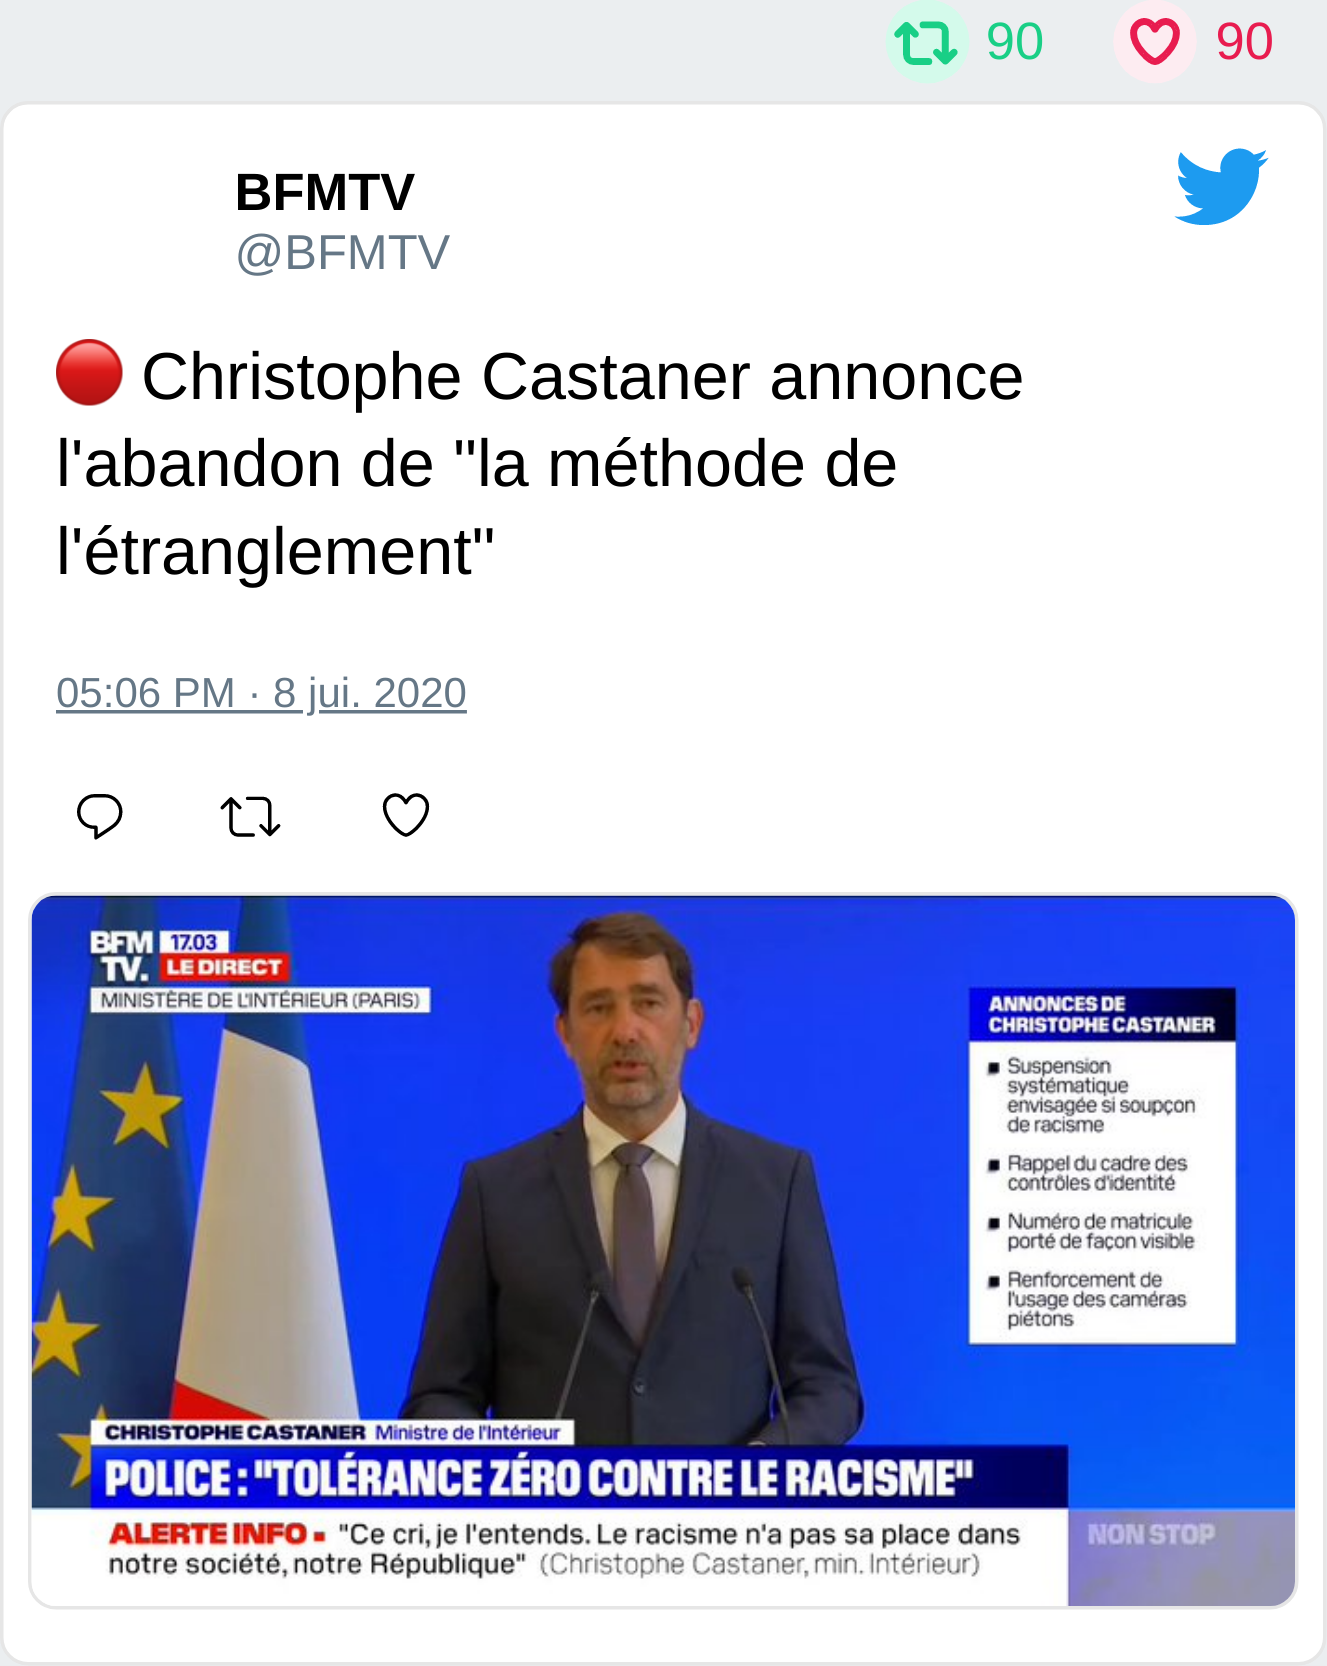 90 90
BFMTV
@BFMTV
🔴 Christophe Castaner annonce
l'abandon de "la méthode de
l'étranglement"
05:06 PM · 8 jui. 2020
BFM
TV.
17.03
LE DIRECT
MINISTÈRE DE L'INTÉRIEUR (PARIS)
ANNONCES DE
CHRISTOPHE CASTANER
▪ Suspension
systématique
envisagée si soupçon
de racisme
▪ Rappel du cadre des
contrôles d'identité
▪ Numéro de matricule
porté de façon visible
▪ Renforcement de
l'usage des caméras
piétons
CHRISTOPHE CASTANER Ministre de l'Intérieur
POLICE : "TOLÉRANCE ZÉRO CONTRE LE RACISME"
ALERTE INFO ▪ "Ce cri, je l'entends. Le racisme n'a pas sa place dans
notre société, notre République" (Christophe Castaner, min. Intérieur)
NON STOP